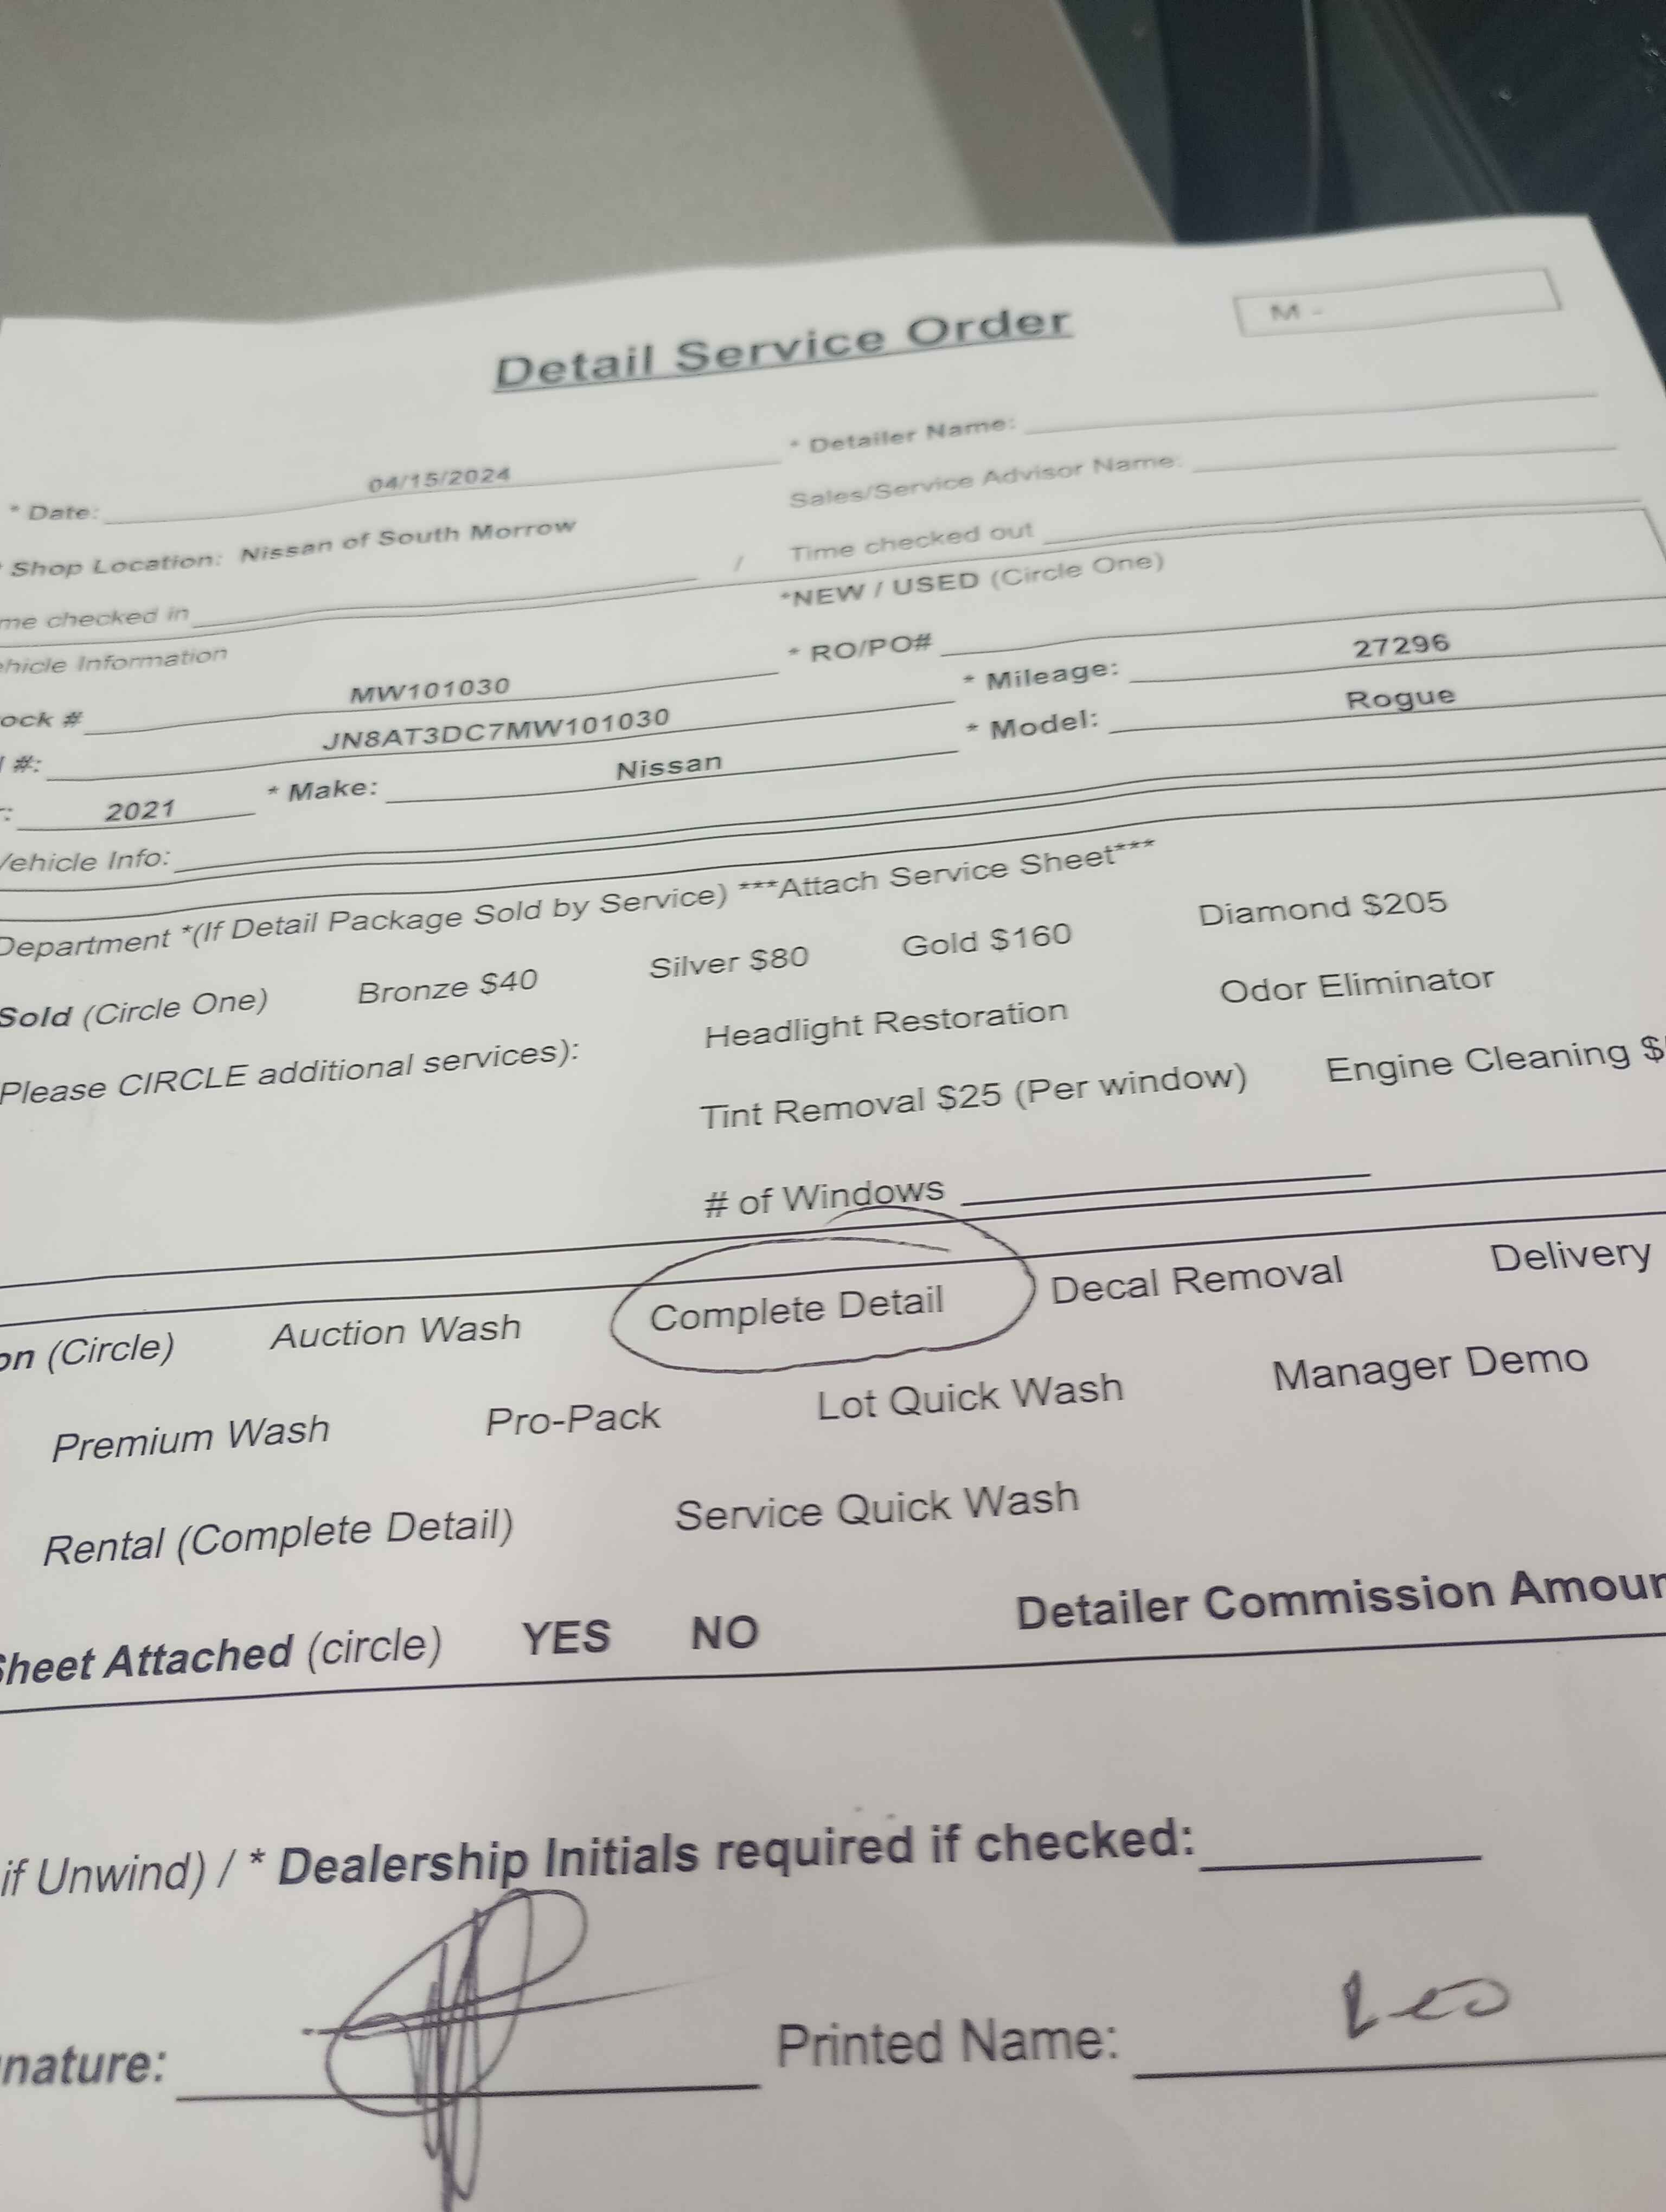 Detail Service Order
M -
* Date: 04/15/2024
* Detailer Name:
* Shop Location: Nissan of South Morrow
Sales/Service Advisor Name:
me checked in / Time checked out
ehicle Information *NEW / USED (Circle One)
ock # MW101030 * RO/PO#
#: JN8AT3DC7MW101030 * Mileage: 27296
: 2021 * Make: Nissan * Model: Rogue
Vehicle Info:
Department *(If Detail Package Sold by Service) ***Attach Service Sheet***
Sold (Circle One) Bronze $40 Silver $80 Gold $160 Diamond $205
Please CIRCLE additional services): Headlight Restoration Odor Eliminator
Tint Removal $25 (Per window) Engine Cleaning $
# of Windows
on (Circle) Auction Wash Complete Detail Decal Removal Delivery
Premium Wash Pro-Pack Lot Quick Wash Manager Demo
Rental (Complete Detail) Service Quick Wash
Sheet Attached (circle) YES NO Detailer Commission Amoun
if Unwind) / * Dealership Initials required if checked:
nature: Printed Name: Leo